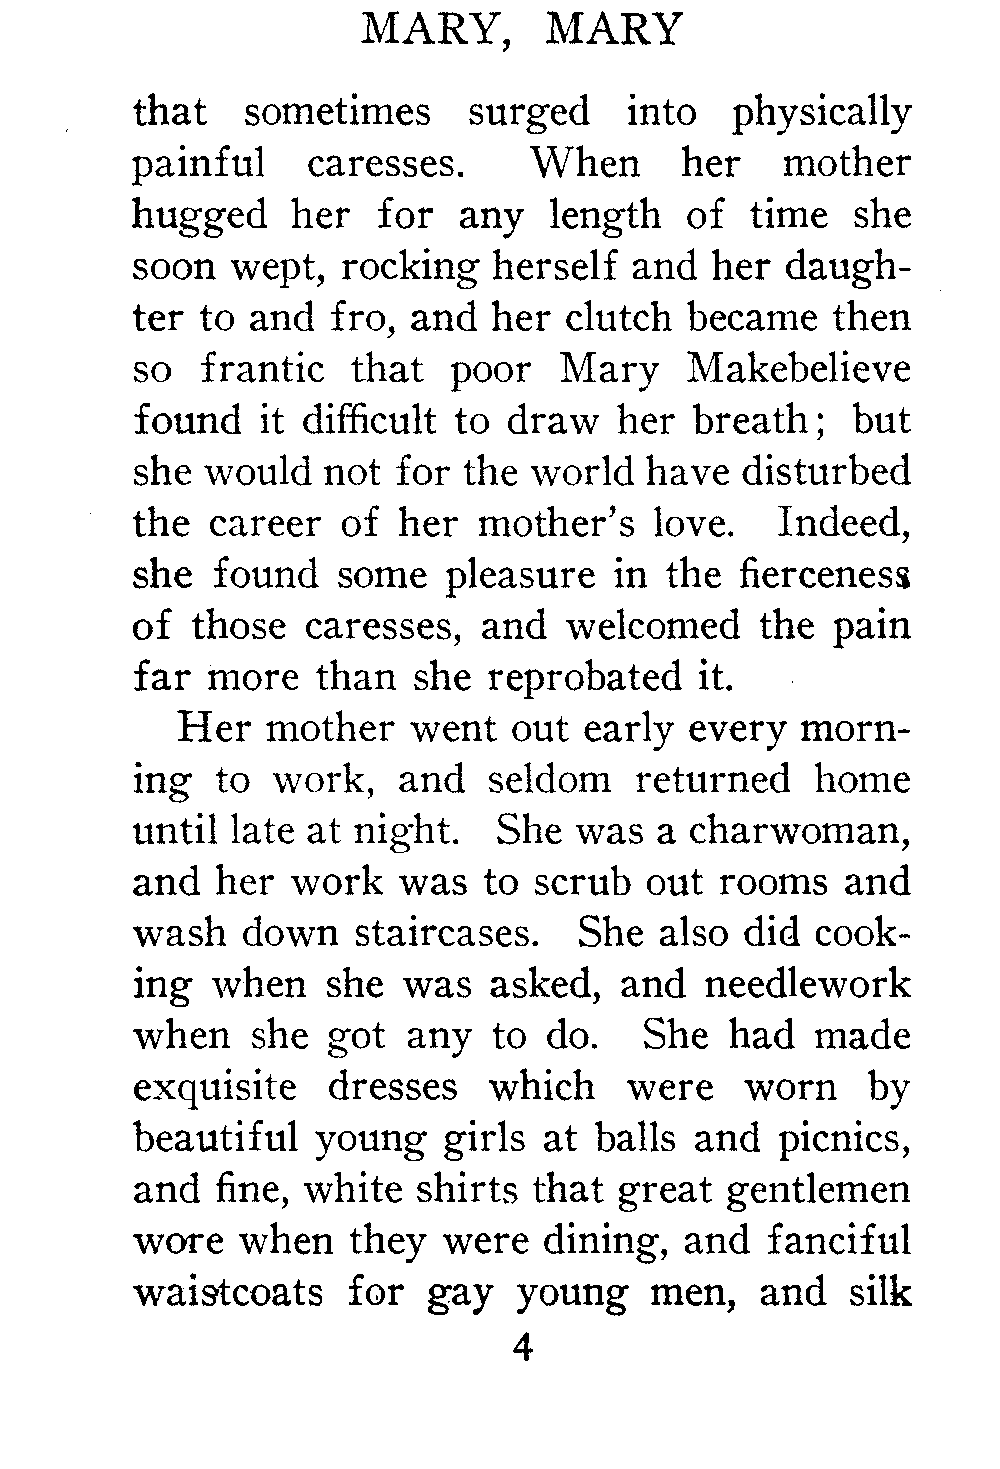 MARY, MARY
that sometimes surged into physically
painful caresses. When her mother
hugged her for any length of time she
soon wept, rocking herself and her daugh-
ter to and fro, and her clutch became then
so frantic that poor Mary Makebelieve
found it difficult to draw her breath; but
she would not for the world have disturbed
the career of her mother's love. Indeed,
she found some pleasure in the fierceness
of those caresses, and welcomed the pain
far more than she reprobated it.
Her mother went out early every morn-
ing to work, and seldom returned home
until late at night. She was a charwoman,
and her work was to scrub out rooms and
wash down staircases. She also did cook-
ing when she was asked, and needlework
when she got any to do. She had made
exquisite dresses which were worn by
beautiful young girls at balls and picnics,
and fine, white shirts that great gentlemen
wore when they were dining, and fanciful
waistcoats for gay young men, and silk
4